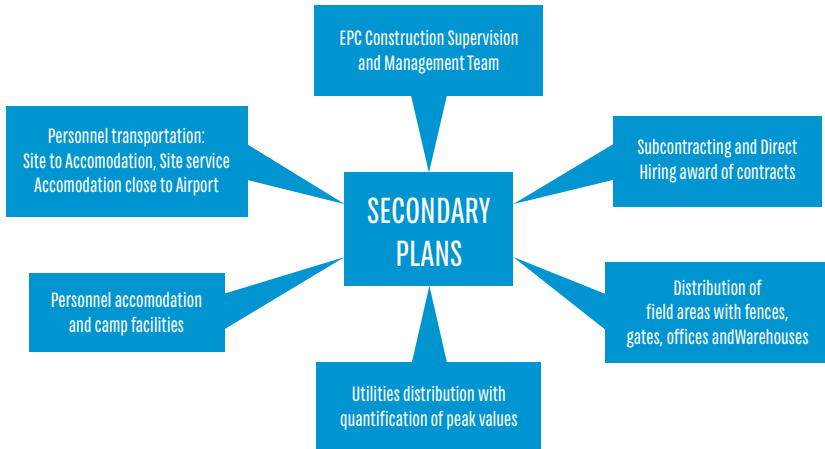 EPC Construction Supervision
and Management Team
Personnel transportation:
Site to Accomodation, Site service
Accomodation close to Airport
Subcontracting and Direct
Hiring award of contracts
SECONDARY
PLANS
Personnel accomodation
and camp facilities
Distribution of
field areas with fences,
gates, offices andWarehouses
Utilities distribution with
quantification of peak values